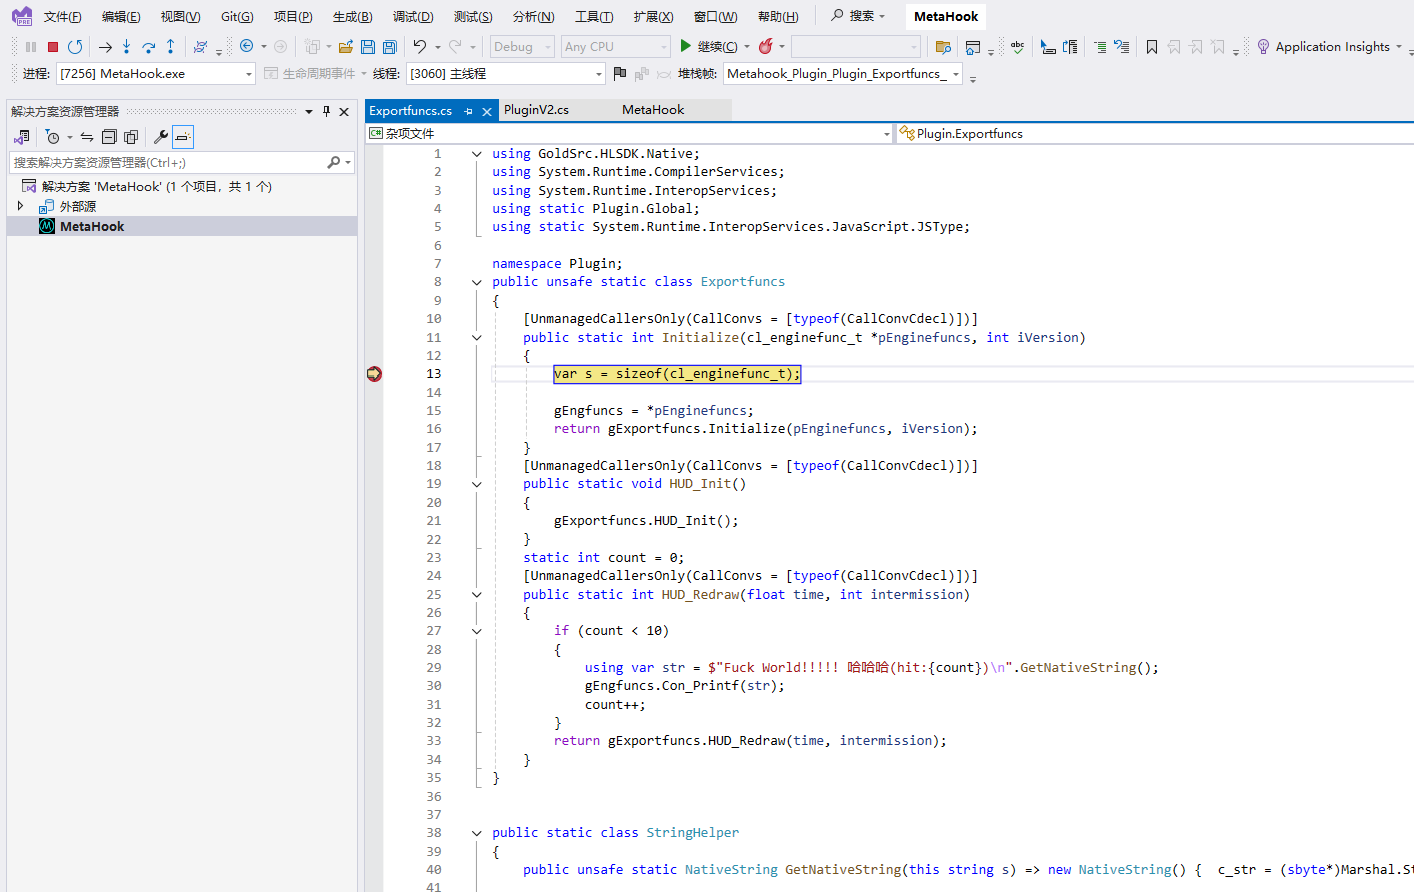 文件(F) 编辑(E) 视图(V) Git(G) 项目(P) 生成(B) 调试(D) 测试(S) 分析(N) 工具(T) 扩展(X) 窗口(W) 帮助(H) 搜索 MetaHook
Debug Any CPU 继续(C) Application Insights
进程: [7256] MetaHook.exe 生命周期事件 线程: [3060] 主线程 堆栈帧: Metahook_Plugin_Plugin_Exportfuncs_
解决方案资源管理器
搜索解决方案资源管理器(Ctrl+;)
解决方案 'MetaHook' (1 个项目，共 1 个)
外部源
MetaHook
Exportfuncs.cs PluginV2.cs MetaHook
杂项文件 Plugin.Exportfuncs
1 using GoldSrc.HLSDK.Native;
2 using System.Runtime.CompilerServices;
3 using System.Runtime.InteropServices;
4 using static Plugin.Global;
5 using static System.Runtime.InteropServices.JavaScript.JSType;
6
7 namespace Plugin;
8 public unsafe static class Exportfuncs
9 {
10 [UnmanagedCallersOnly(CallConvs = [typeof(CallConvCdecl)])]
11 public static int Initialize(cl_enginefunc_t *pEnginefuncs, int iVersion)
12 {
13 var s = sizeof(cl_enginefunc_t);
14
15 gEngfuncs = *pEnginefuncs;
16 return gExportfuncs.Initialize(pEnginefuncs, iVersion);
17 }
18 [UnmanagedCallersOnly(CallConvs = [typeof(CallConvCdecl)])]
19 public static void HUD_Init()
20 {
21 gExportfuncs.HUD_Init();
22 }
23 static int count = 0;
24 [UnmanagedCallersOnly(CallConvs = [typeof(CallConvCdecl)])]
25 public static int HUD_Redraw(float time, int intermission)
26 {
27 if (count < 10)
28 {
29 using var str = $"Fuck World!!!!! 哈哈哈(hit:{count})\n".GetNativeString();
30 gEngfuncs.Con_Printf(str);
31 count++;
32 }
33 return gExportfuncs.HUD_Redraw(time, intermission);
34 }
35 }
36
37
38 public static class StringHelper
39 {
40 public unsafe static NativeString GetNativeString(this string s) => new NativeString() { c_str = (sbyte*)Marshal.St
41